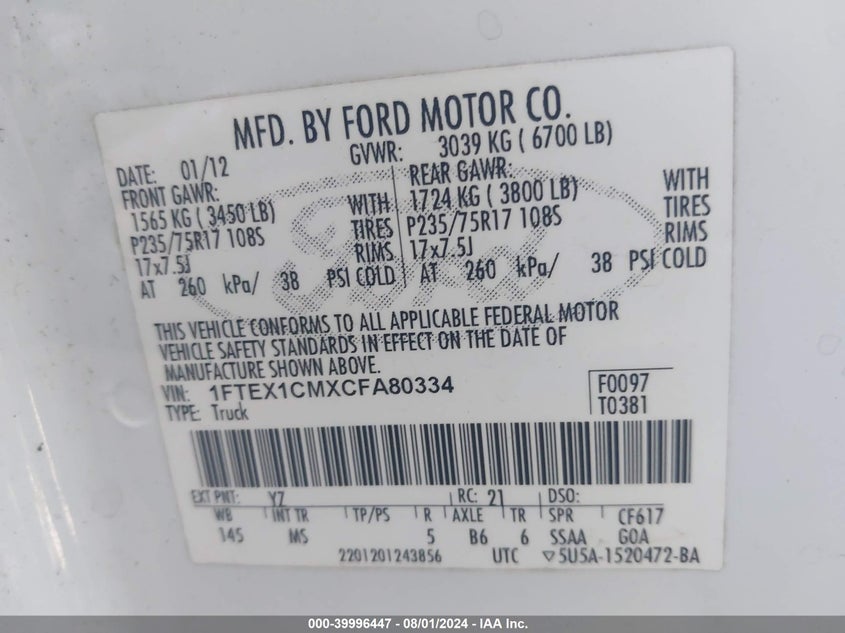 MFD. BY FORD MOTOR CO.
DATE: 01/12 GVWR: 3039 KG ( 6700 LB)
FRONT GAWR: REAR GAWR:
1565 KG ( 3450 LB) WITH 1724 KG ( 3800 LB) WITH
P235/75R17 108S TIRES P235/75R17 108S TIRES
17x7.5J RIMS 17x7.5J RIMS
AT 260 kPa/ 38 PSI COLD AT 260 kPa/ 38 PSI COLD
Ford
THIS VEHICLE CONFORMS TO ALL APPLICABLE FEDERAL MOTOR
VEHICLE SAFETY STANDARDS IN EFFECT ON THE DATE OF
MANUFACTURE SHOWN ABOVE.
VIN: 1FTEX1CMXCFA80334 F0097
TYPE: Truck T0381
EXT PNT: YZ RC: 21 DSO:
WB INT TR TP/PS R AXLE TR SPR CF617
145 MS 5 B6 6 SSAA GOA
2201201243856 UTC ▽5U5A-1520472-BA
000-39996447 - 08/01/2024 - IAA Inc.